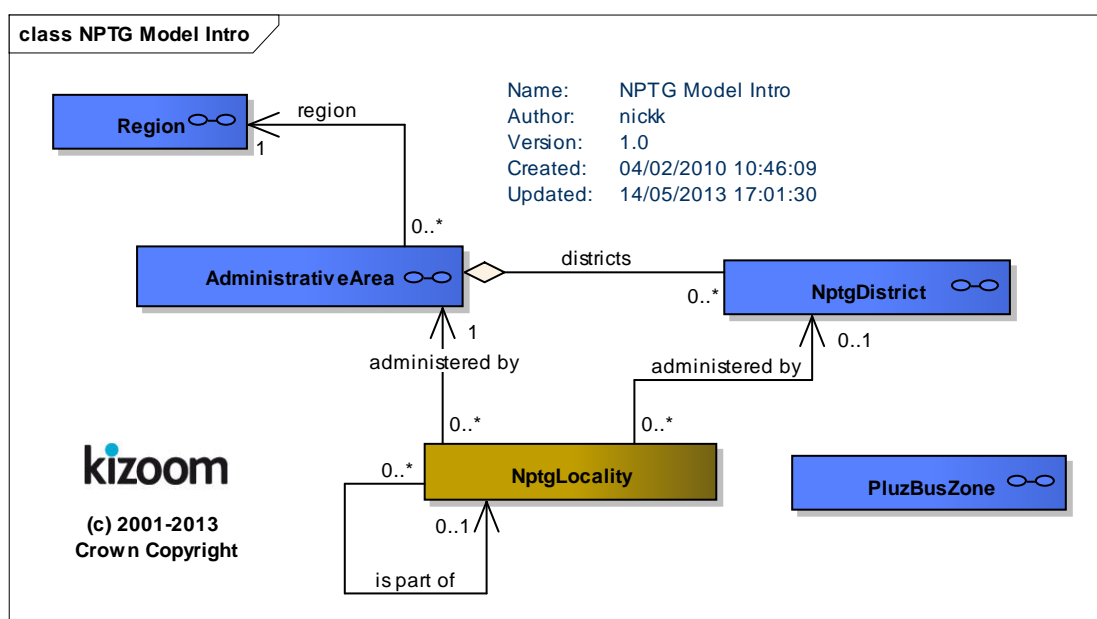 class NPTG Model Intro
Name: NPTG Model Intro
Author: nickk
Version: 1.0
Created: 04/02/2010 10:46:09
Updated: 14/05/2013 17:01:30
Region
region
1
0..*
AdministrativeArea
districts
0..*
NptgDistrict
1
0..1
administered by
administered by
0..*
0..*
NptgLocality
0..*
0..1
is part of
PluzBusZone
kizoom
(c) 2001-2013
Crown Copyright